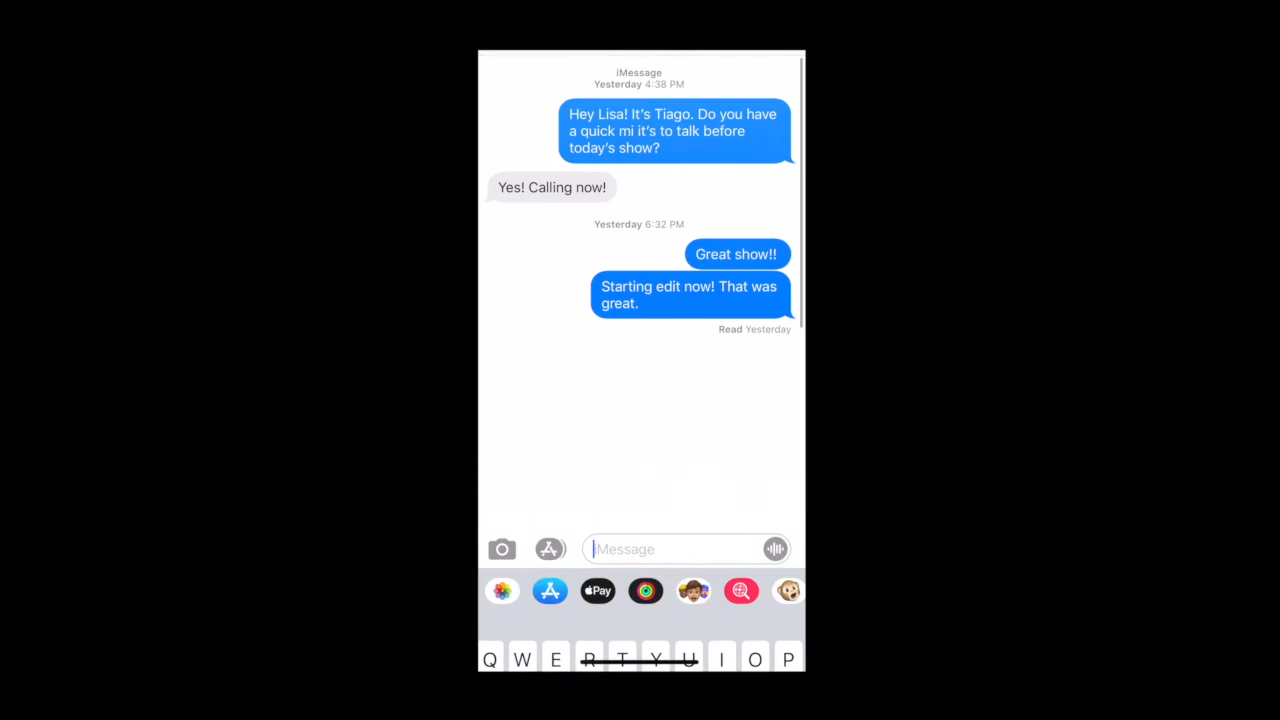 iMessage
Yesterday 4:38 PM
Hey Lisa! It’s Tiago. Do you have
a quick mi it’s to talk before
today’s show?
Yes! Calling now!
Yesterday 6:32 PM
Great show!!
Starting edit now! That was
great.
Read Yesterday
iMessage
Pay
Q W E R T Y U I O P